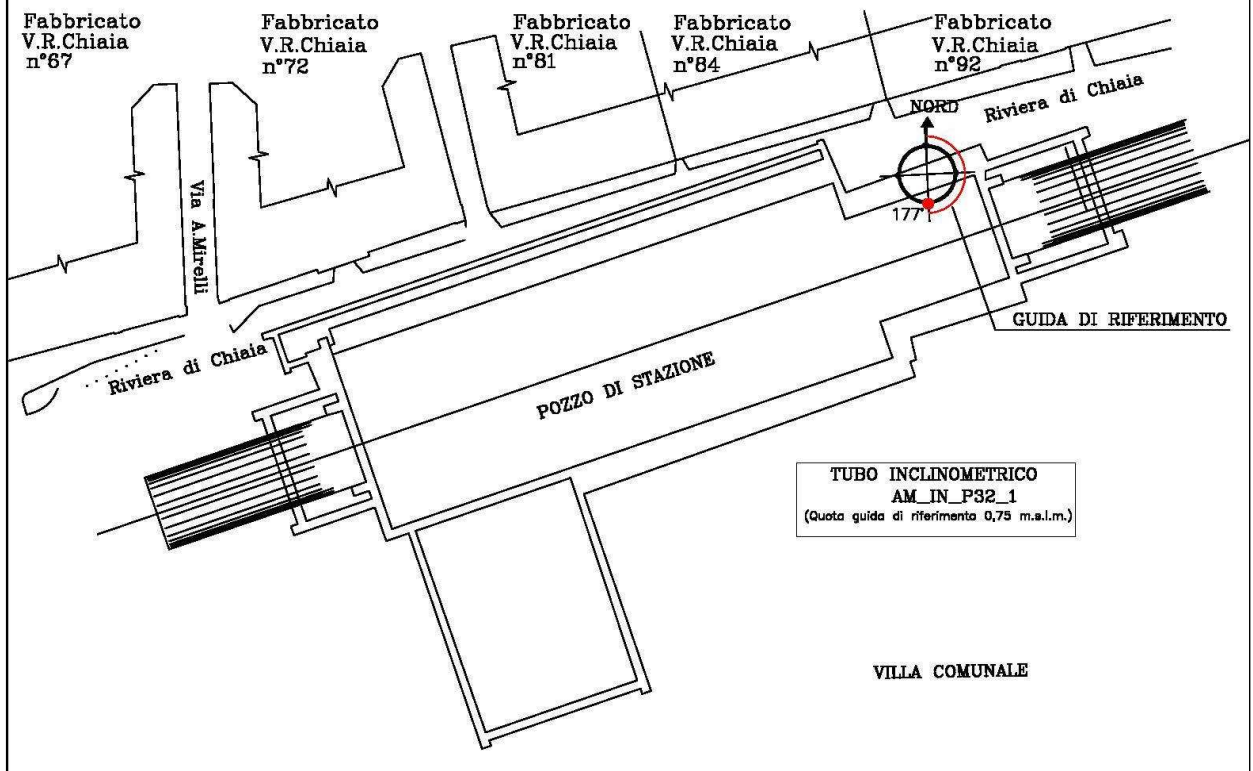 Fabbricato
V.R.Chiaia
n°67
Fabbricato
V.R.Chiaia
n°72
Fabbricato
V.R.Chiaia
n°81
Fabbricato
V.R.Chiaia
n°84
Fabbricato
V.R.Chiaia
n°92
NORD
Riviera di Chiaia
Via A.Mirelli
177°
GUIDA DI RIFERIMENTO
Riviera di Chiaia
POZZO DI STAZIONE
TUBO INCLINOMETRICO
AM_IN_P32_1
(Quota guida di riferimento 0,75 m.s.l.m.)
VILLA COMUNALE